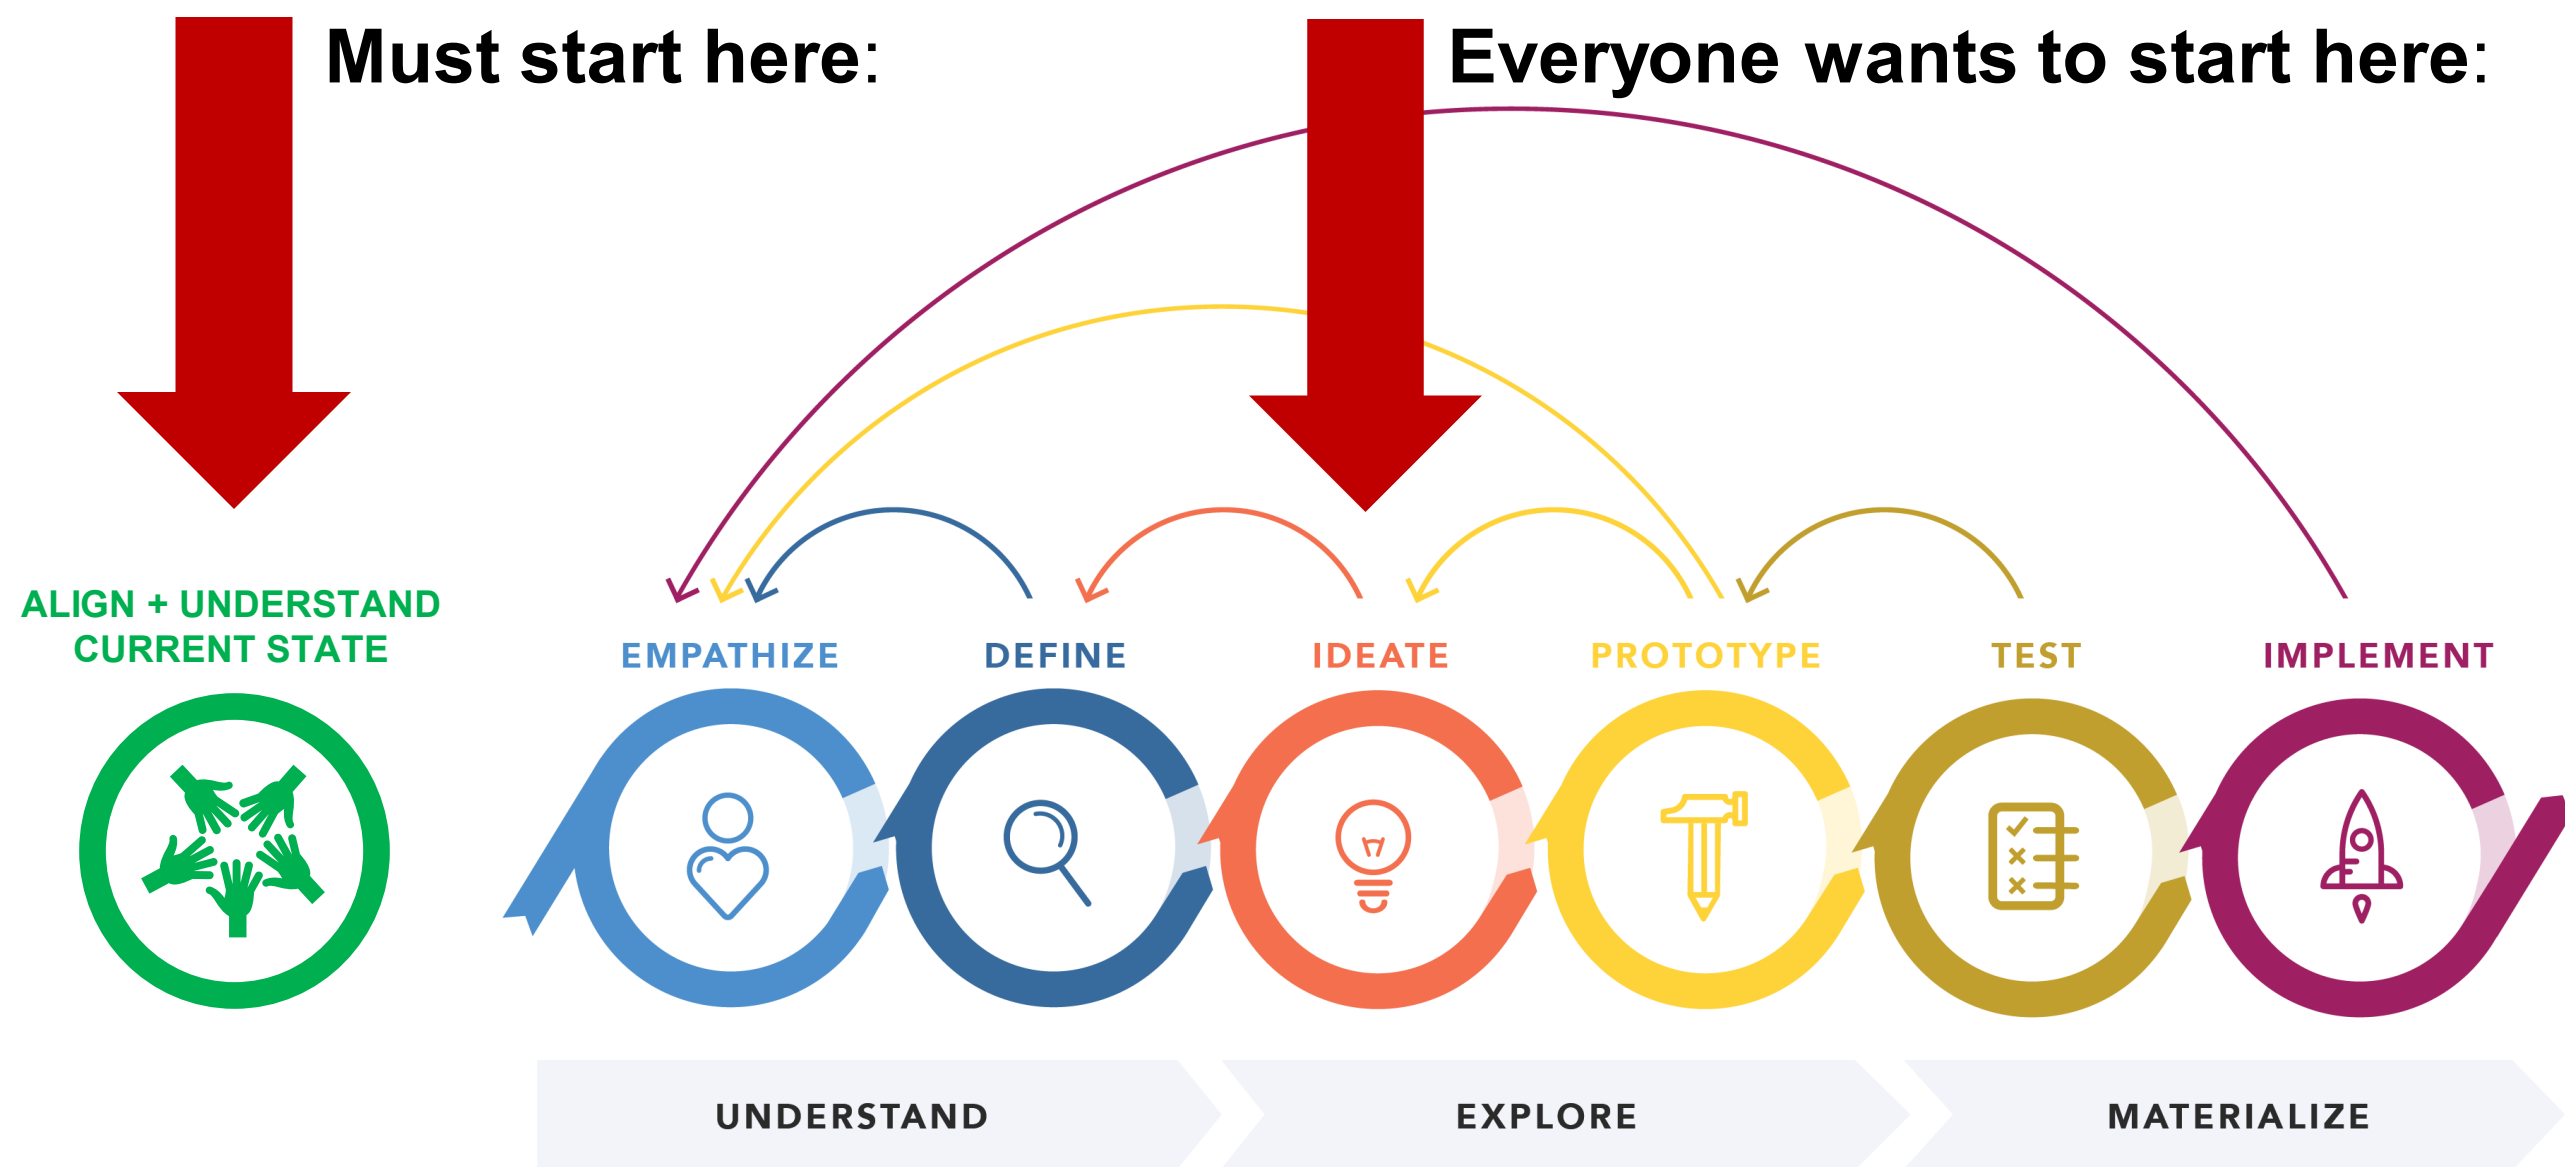 Must start here:
Everyone wants to start here:
ALIGN + UNDERSTAND
CURRENT STATE
EMPATHIZE
DEFINE
IDEATE
PROTOTYPE
TEST
IMPLEMENT
UNDERSTAND
EXPLORE
MATERIALIZE